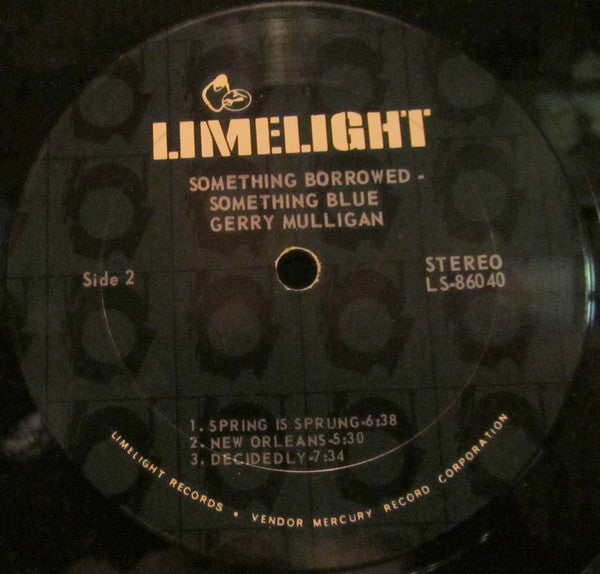 LIMELIGHT
SOMETHING BORROWED -
SOMETHING BLUE
GERRY MULLIGAN
Side 2
STEREO
LS-86040
1. SPRING IS SPRUNG-6:38
2. NEW ORLEANS-5:30
3. DECIDEDLY-7:34
LIMELIGHT RECORDS • VENDOR MERCURY RECORD CORPORATION